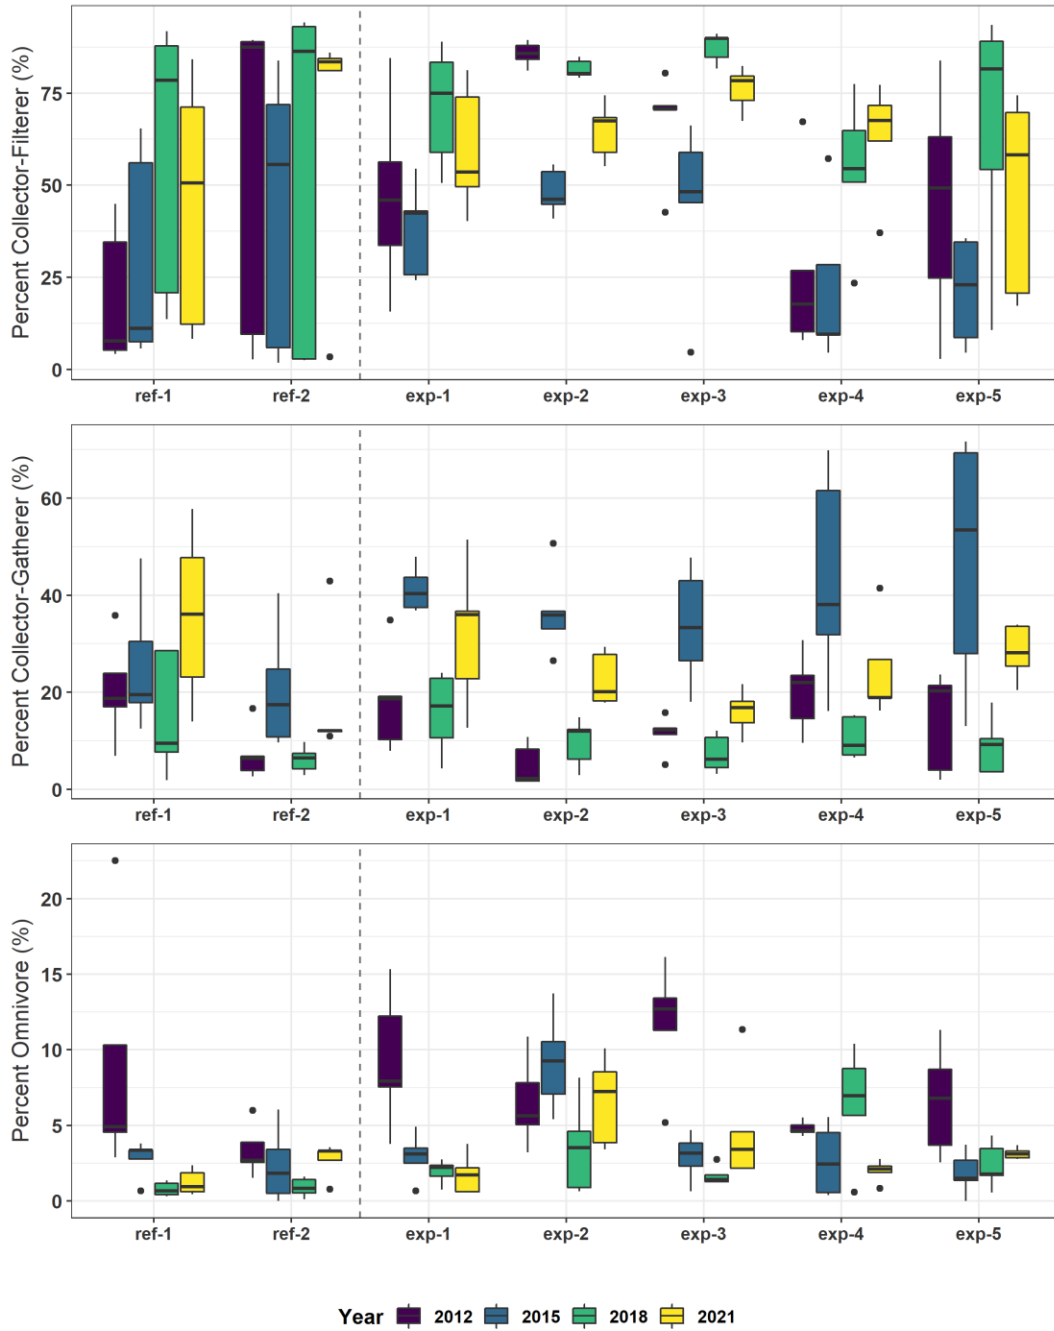 Percent Collector-Filterer (%)
75
50
25
0
ref-1 ref-2 exp-1 exp-2 exp-3 exp-4 exp-5
Percent Collector-Gatherer (%)
60
40
20
0
ref-1 ref-2 exp-1 exp-2 exp-3 exp-4 exp-5
Percent Omnivore (%)
20
15
10
5
0
ref-1 ref-2 exp-1 exp-2 exp-3 exp-4 exp-5
Year 2012 2015 2018 2021